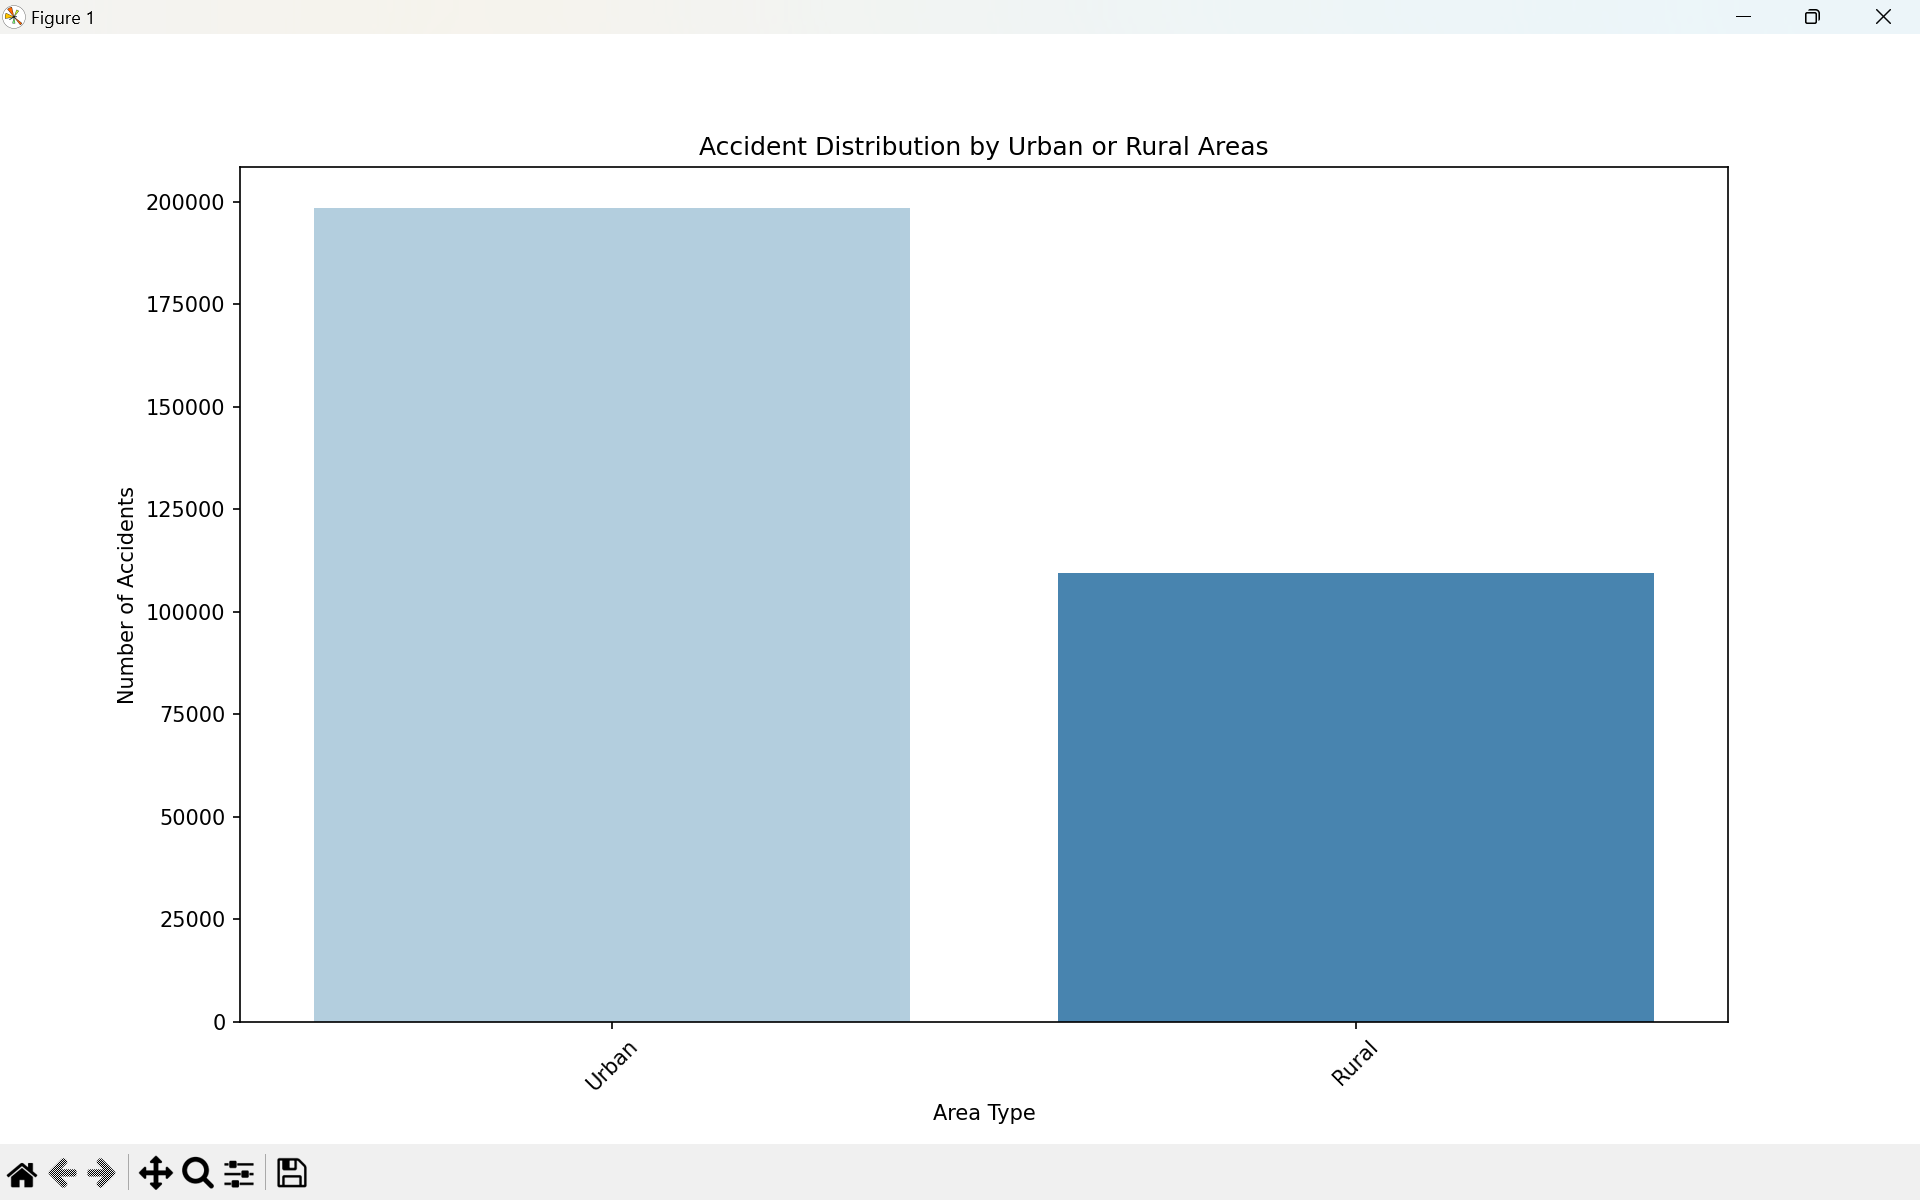 Figure 1
Accident Distribution by Urban or Rural Areas
200000
175000
150000
125000
100000
75000
50000
25000
0
Number of Accidents
Urban
Rural
Area Type